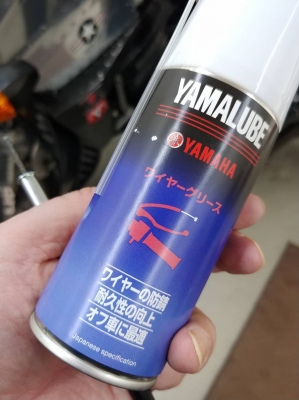 YAMALUBE
YAMAHA
ワイヤーグリース
ワイヤーの防錆
耐久性の向上
オフ車に最適
Japanese specification